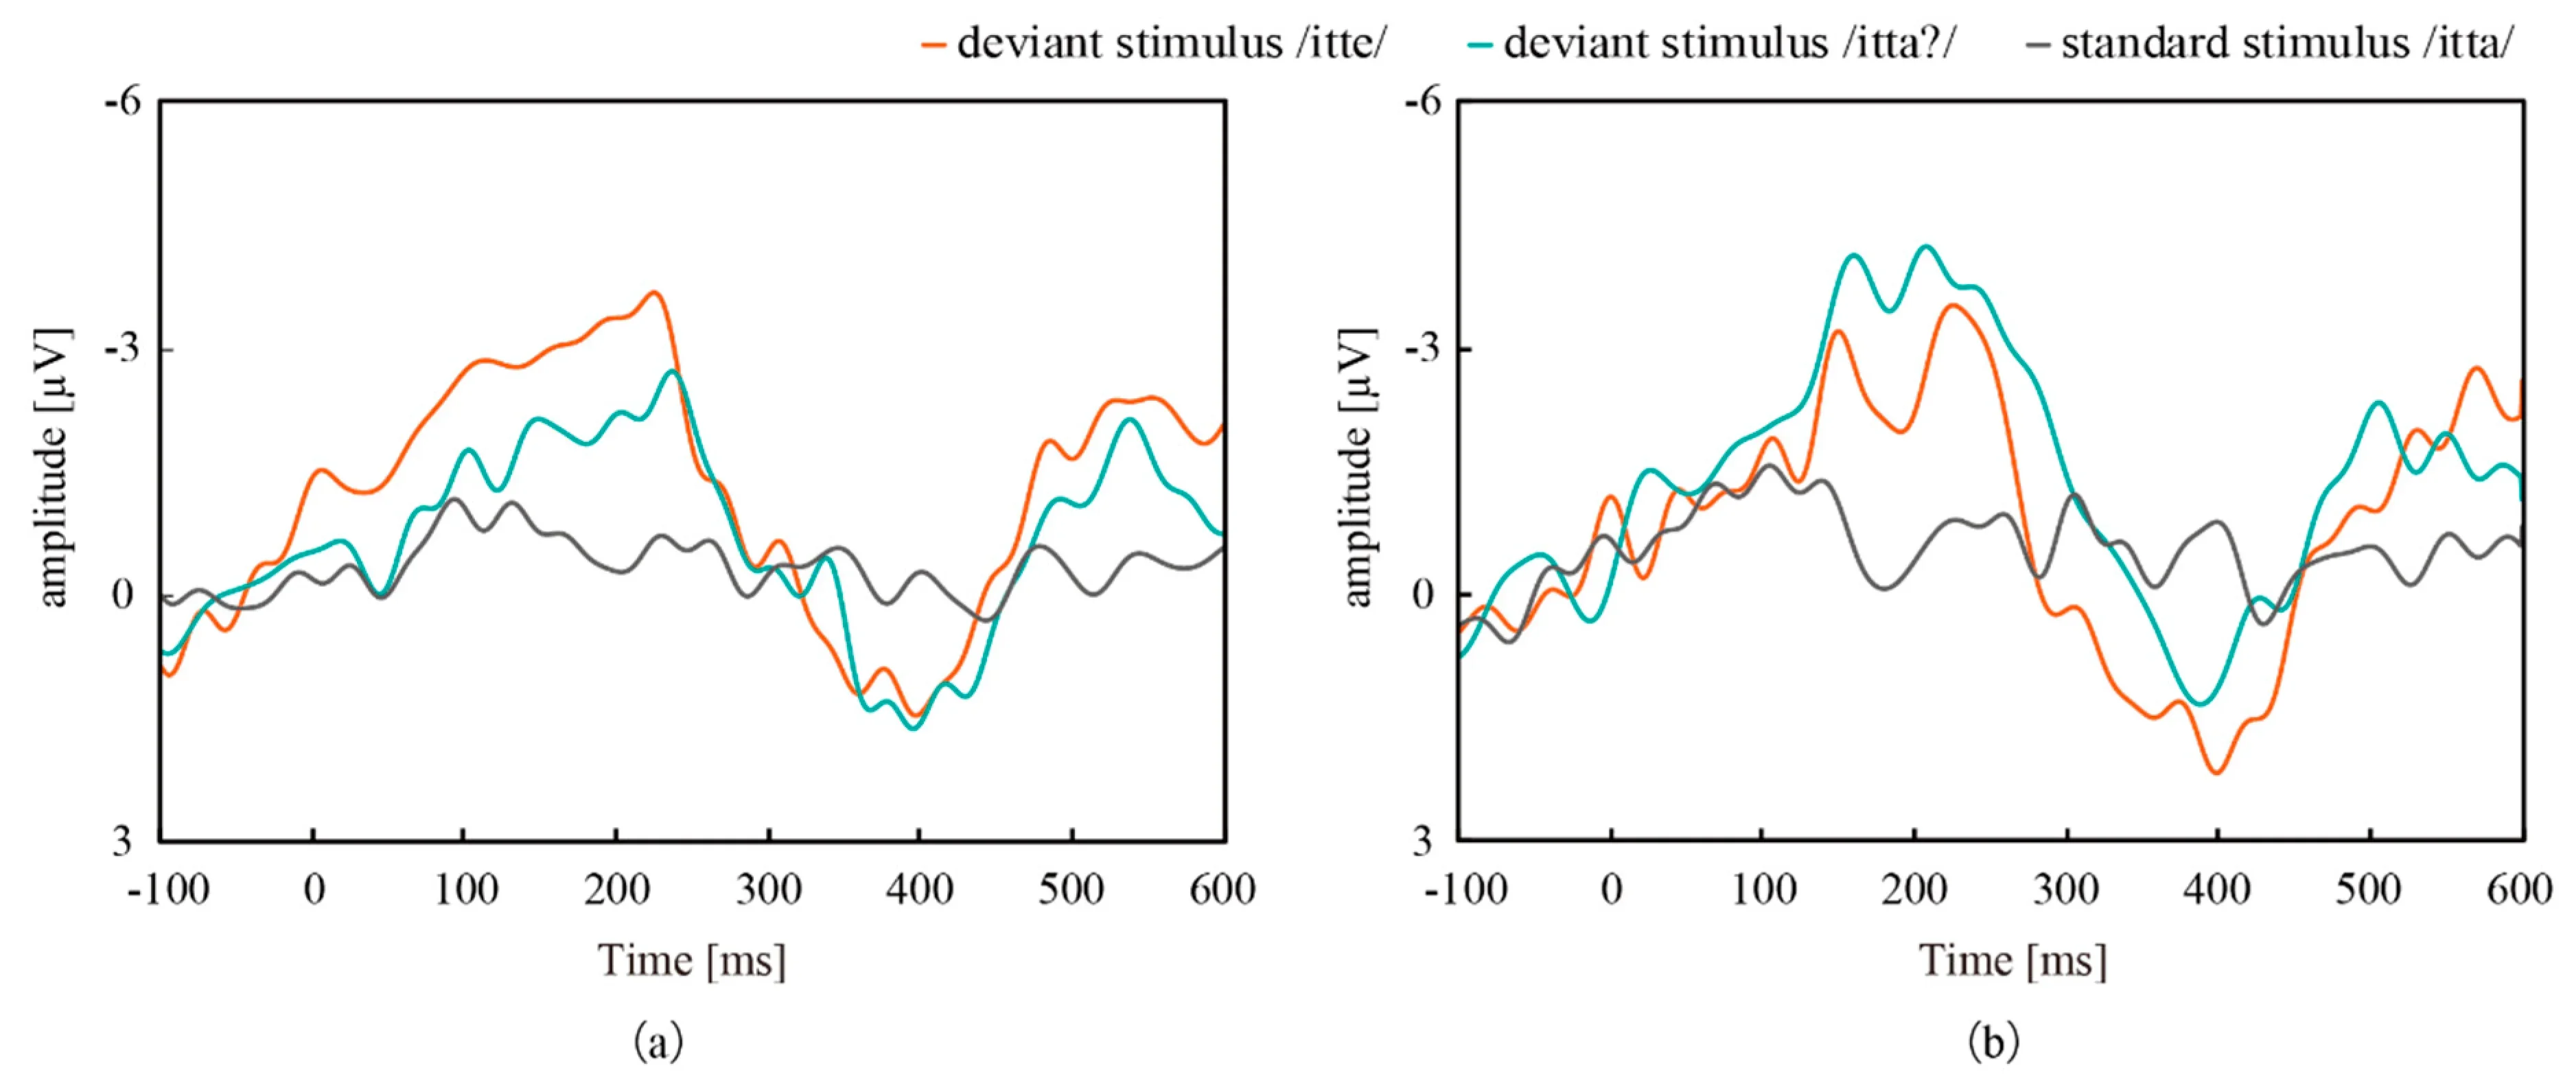 deviant stimulus /itte/ deviant stimulus /itta?/ standard stimulus /itta/
-6
-3
0
3
amplitude [μV]
-100 0 100 200 300 400 500 600
Time [ms]
(a)
-6
-3
0
3
amplitude [μV]
-100 0 100 200 300 400 500 600
Time [ms]
(b)